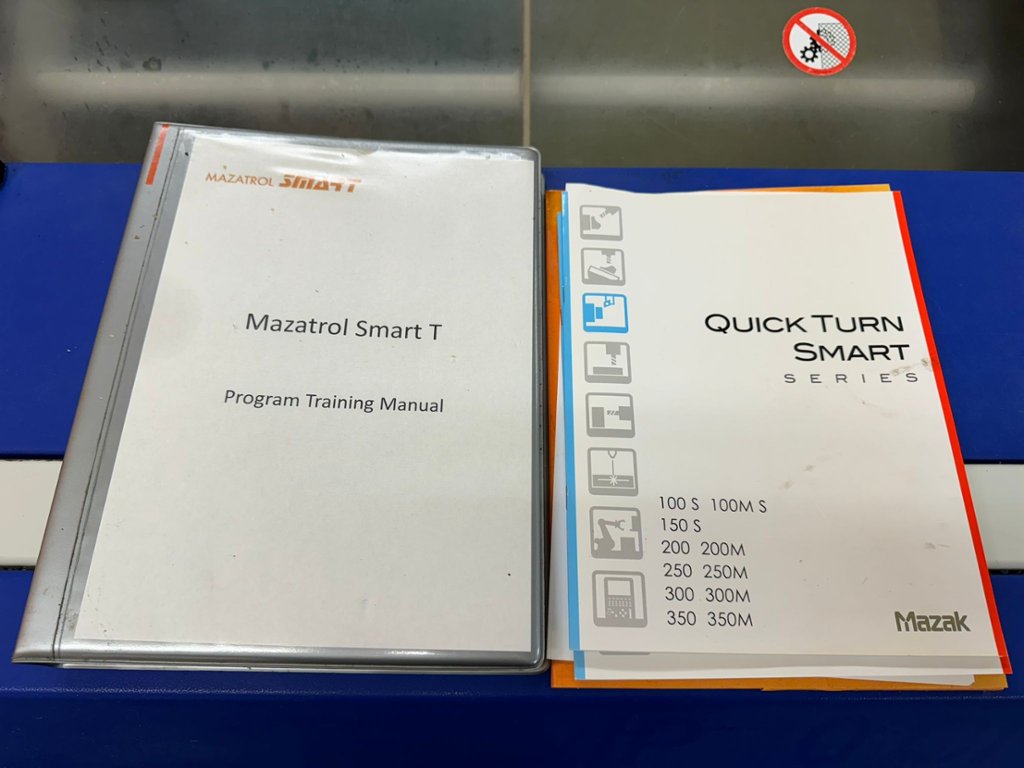 MAZATROL SMART
Mazatrol Smart T
Program Training Manual
QUICK TURN
SMART
SERIES
100 S 100M S
150 S
200 200M
250 250M
300 300M
350 350M
Mazak